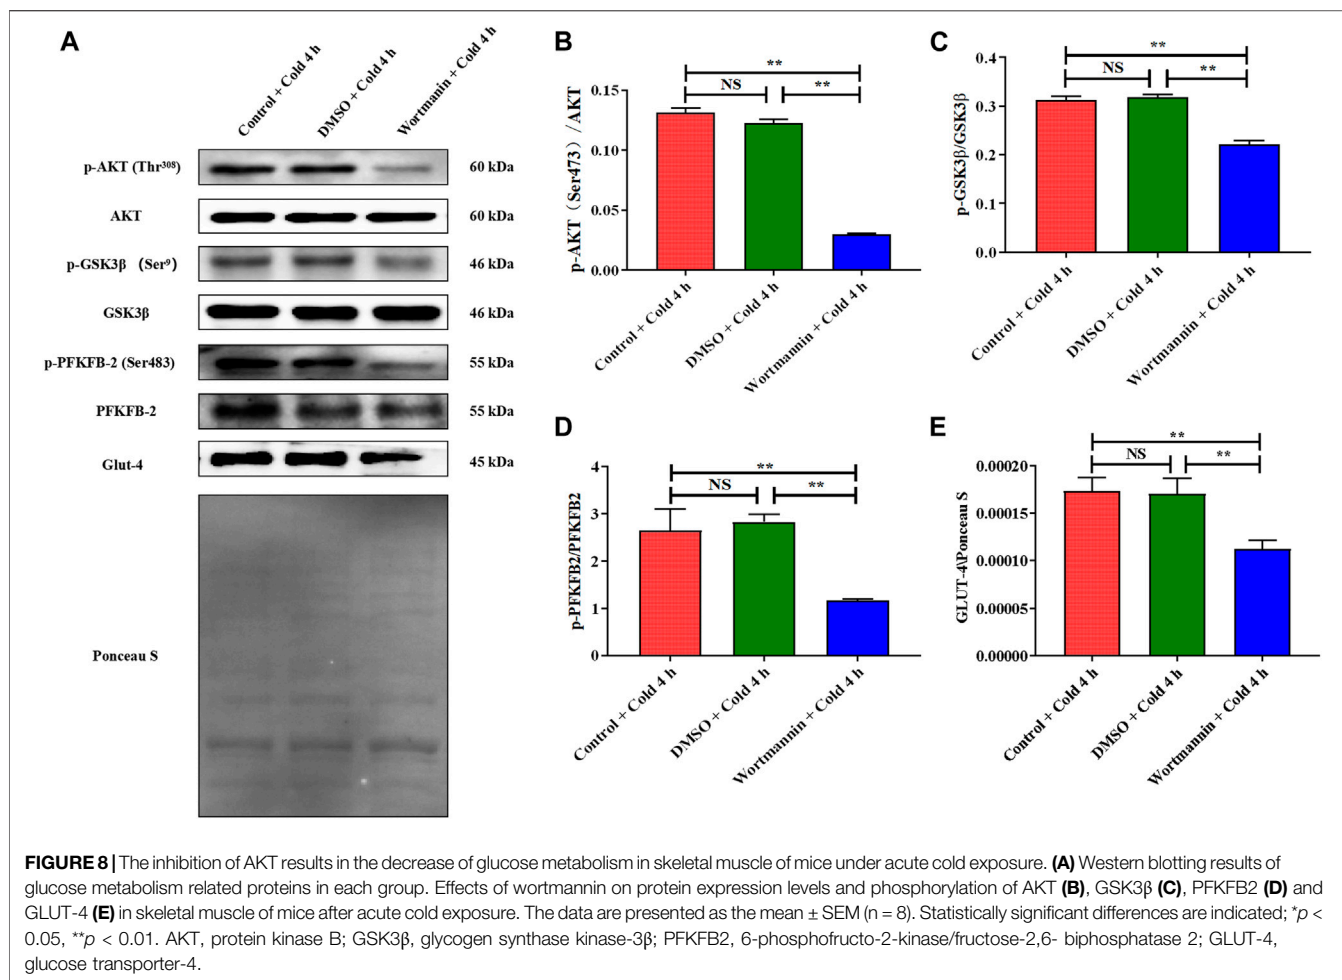 A
Control + Cold 4 h
DMSO + Cold 4 h
Wortmannin + Cold 4 h
p-AKT (Thr³⁰⁸)
60 kDa
AKT
60 kDa
p-GSK3β （Ser⁹）
46 kDa
GSK3β
46 kDa
p-PFKFB-2 (Ser483)
55 kDa
PFKFB-2
55 kDa
Glut-4
45 kDa
Ponceau S
B
**
NS
**
0.15
0.10
0.05
0.00
p-AKT（Ser473）/ AKT
Control + Cold 4 h
DMSO + Cold 4 h
Wortmannin + Cold 4 h
C
**
NS
**
0.4
0.3
0.2
0.1
0.0
p-GSK3β/GSK3β
Control + Cold 4 h
DMSO + Cold 4 h
Wortmannin + Cold 4 h
D
**
NS
**
4
3
2
1
0
p-PFKFB2/PFKFB2
Control + Cold 4 h
DMSO + Cold 4 h
Wortmannin + Cold 4 h
E
**
NS
**
0.00020
0.00015
0.00010
0.00005
0.00000
GLUT-4\Ponceau S
Control + Cold 4 h
DMSO + Cold 4 h
Wortmannin + Cold 4 h
FIGURE 8 | The inhibition of AKT results in the decrease of glucose metabolism in skeletal muscle of mice under acute cold exposure. (A) Western blotting results of
glucose metabolism related proteins in each group. Effects of wortmannin on protein expression levels and phosphorylation of AKT (B), GSK3β (C), PFKFB2 (D) and
GLUT-4 (E) in skeletal muscle of mice after acute cold exposure. The data are presented as the mean ± SEM (n = 8). Statistically significant differences are indicated; *p <
0.05, **p < 0.01. AKT, protein kinase B; GSK3β, glycogen synthase kinase-3β; PFKFB2, 6-phosphofructo-2-kinase/fructose-2,6- biphosphatase 2; GLUT-4,
glucose transporter-4.